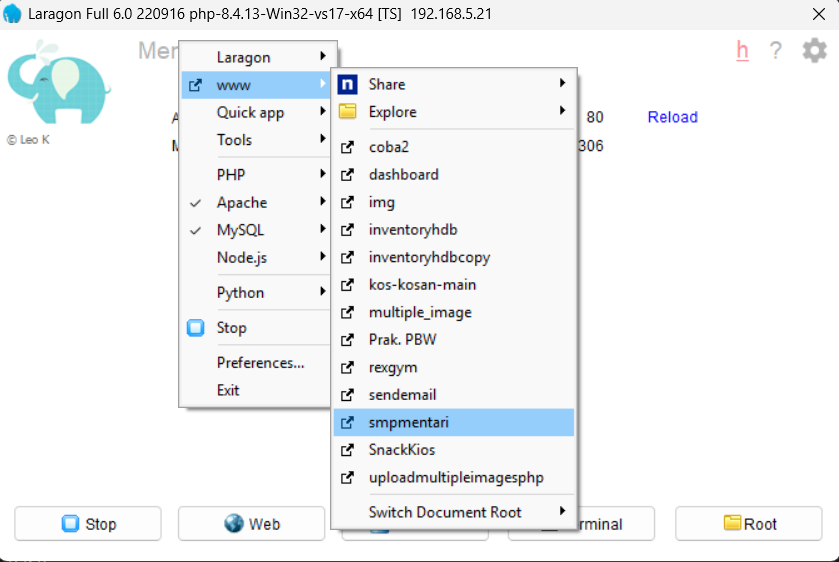 Laragon Full 6.0 220916 php-8.4.13-Win32-vs17-x64 [TS] 192.168.5.21
h ?
© Leo K
80 Reload
306
Laragon
www
Quick app
Tools
PHP
Apache
MySQL
Node.js
Python
Stop
Preferences...
Exit
n Share
Explore
coba2
dashboard
img
inventoryhdb
inventoryhdbcopy
kos-kosan-main
multiple_image
Prak. PBW
rexgym
sendemail
smpmentari
SnackKios
uploadmultipleimagesphp
Switch Document Root
Stop
Web
Root